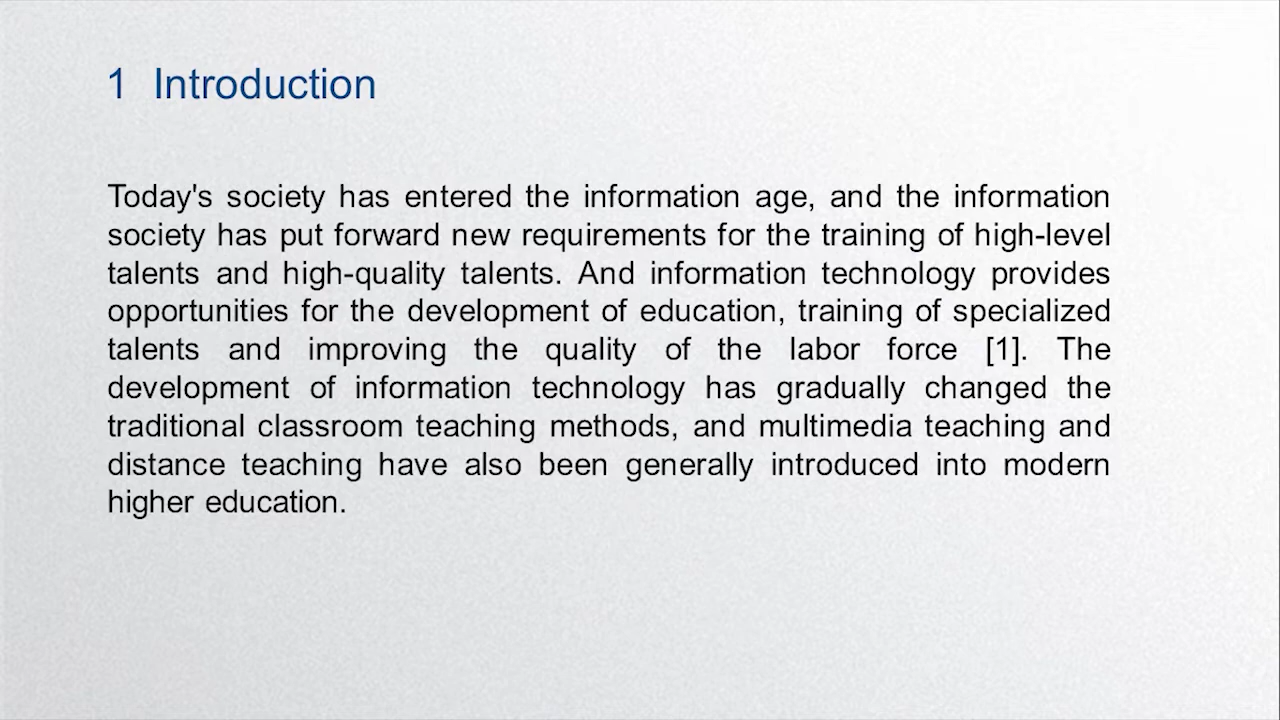 1 Introduction
Today's society has entered the information age, and the information
society has put forward new requirements for the training of high-level
talents and high-quality talents. And information technology provides
opportunities for the development of education, training of specialized
talents and improving the quality of the labor force [1]. The
development of information technology has gradually changed the
traditional classroom teaching methods, and multimedia teaching and
distance teaching have also been generally introduced into modern
higher education.